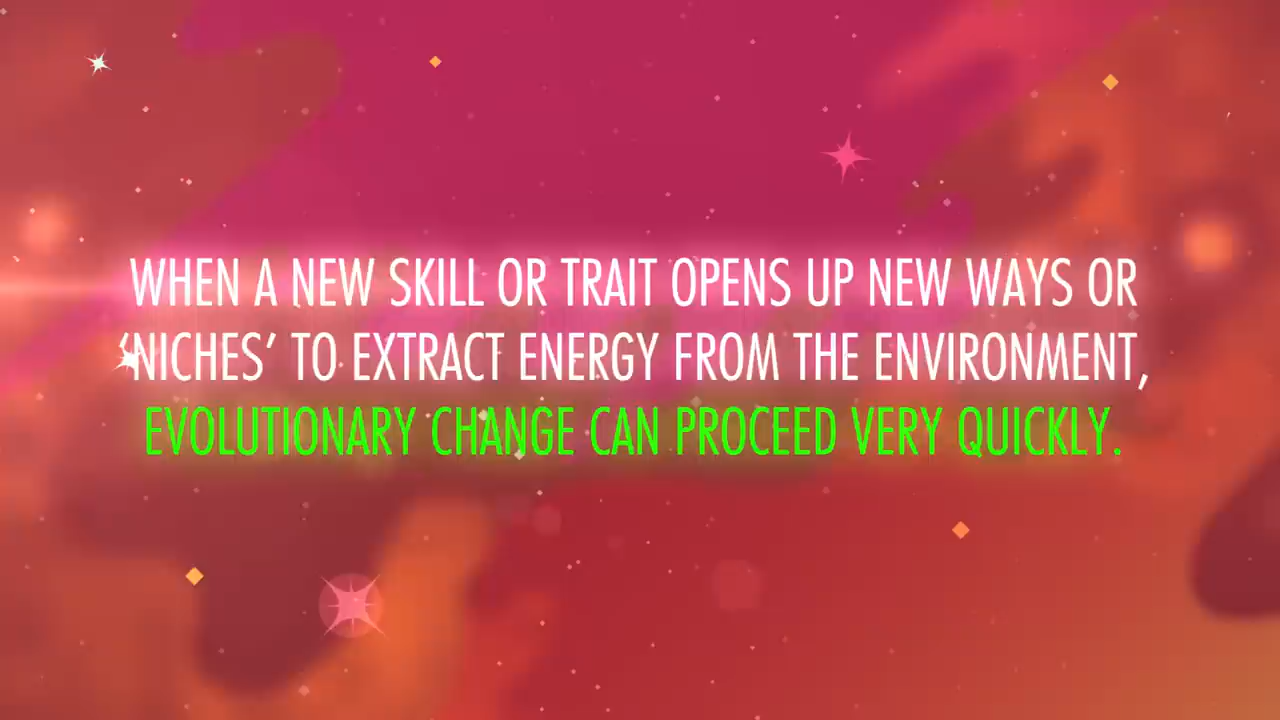 WHEN A NEW SKILL OR TRAIT OPENS UP NEW WAYS OR
‘NICHES’ TO EXTRACT ENERGY FROM THE ENVIRONMENT,
EVOLUTIONARY CHANGE CAN PROCEED VERY QUICKLY.